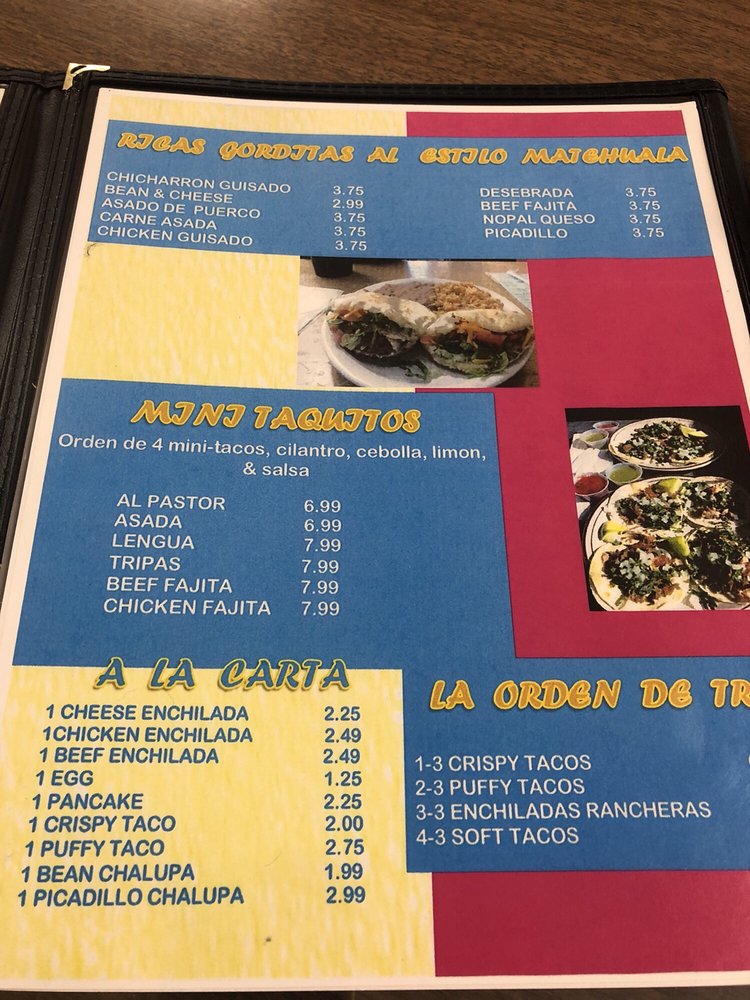 RICAS GORDITAS AL ESTILO MATEHUALA
CHICHARRON GUISADO 3.75
BEAN & CHEESE 2.99
ASADO DE PUERCO 3.75
CARNE ASADA 3.75
CHICKEN GUISADO 3.75
DESEBRADA 3.75
BEEF FAJITA 3.75
NOPAL QUESO 3.75
PICADILLO 3.75
MINI TAQUITOS
Orden de 4 mini-tacos, cilantro, cebolla, limon,
& salsa
AL PASTOR 6.99
ASADA 6.99
LENGUA 7.99
TRIPAS 7.99
BEEF FAJITA 7.99
CHICKEN FAJITA 7.99
A LA CARTA
1 CHEESE ENCHILADA 2.25
1CHICKEN ENCHILADA 2.49
1 BEEF ENCHILADA 2.49
1 EGG 1.25
1 PANCAKE 2.25
1 CRISPY TACO 2.00
1 PUFFY TACO 2.75
1 BEAN CHALUPA 1.99
1 PICADILLO CHALUPA 2.99
LA ORDEN DE TR
1-3 CRISPY TACOS
2-3 PUFFY TACOS
3-3 ENCHILADAS RANCHERAS
4-3 SOFT TACOS